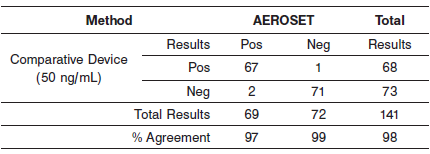 Method AEROSET Total
Results Pos Neg Results
Comparative Device
(50 ng/mL)
Pos 67 1 68
Neg 2 71 73
Total Results 69 72 141
% Agreement 97 99 98